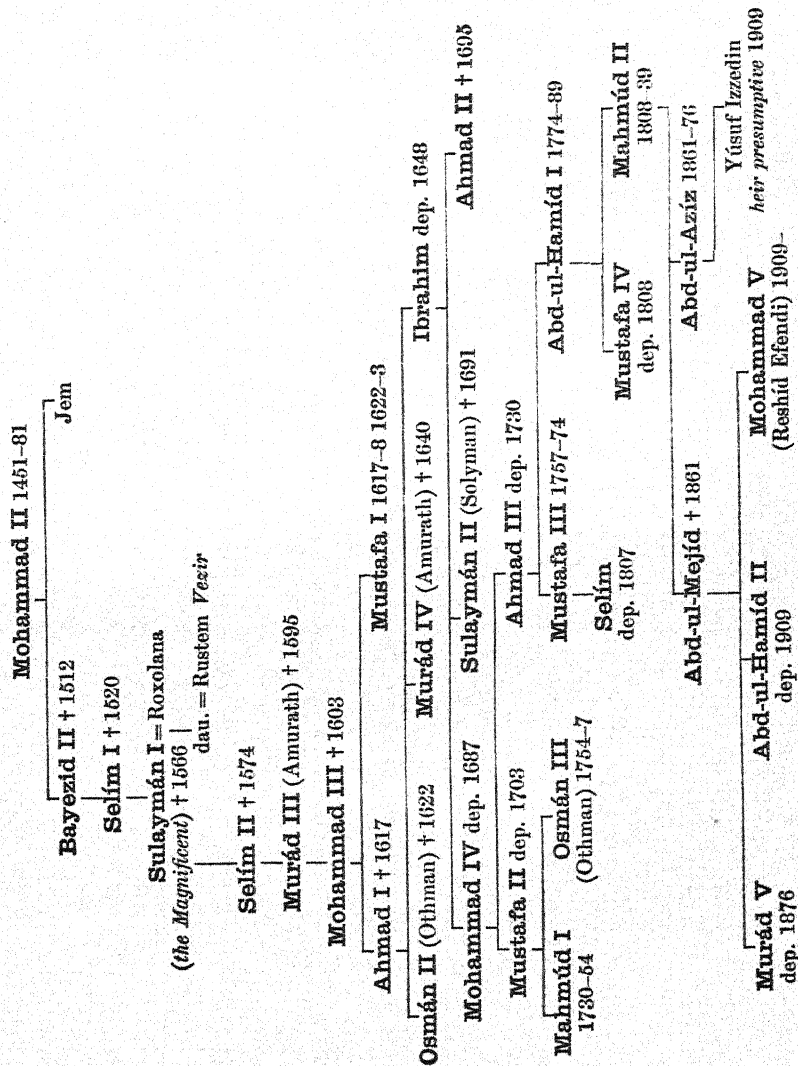 Mohammad II 1451–81
Bayezid II † 1512 Jem
Selím I † 1520
Sulaymán I = Roxolana
(the Magnificent) † 1566
dau. = Rustem Vezir
Selím II † 1574
Murád III (Amurath) † 1595
Mohammad III † 1603
Ahmad I † 1617 Mustafa I 1617–8 1622–3
Osmán II (Othman) † 1622 Murád IV (Amurath) † 1640 Ibrahim dep. 1648
Mohammad IV dep. 1687 Sulaymán II (Solyman) † 1691 Ahmad II † 1695
Mustafa II dep. 1703 Ahmad III dep. 1730
Mahmúd I Osmán III Mustafa III 1757–74 Abd-ul-Hamíd I 1774–89
1730–54 (Othman) 1754–7
Selím Mustafa IV Mahmúd II
dep. 1807 dep. 1808 1808–39
Abd-ul-Mejíd † 1861 Abd-ul-Azíz 1861–76
Murád V Abd-ul-Hamíd II Mohammad V Yúsuf Izzedin
dep. 1876 dep. 1909 (Reshíd Efendi) 1909– heir presumptive 1909